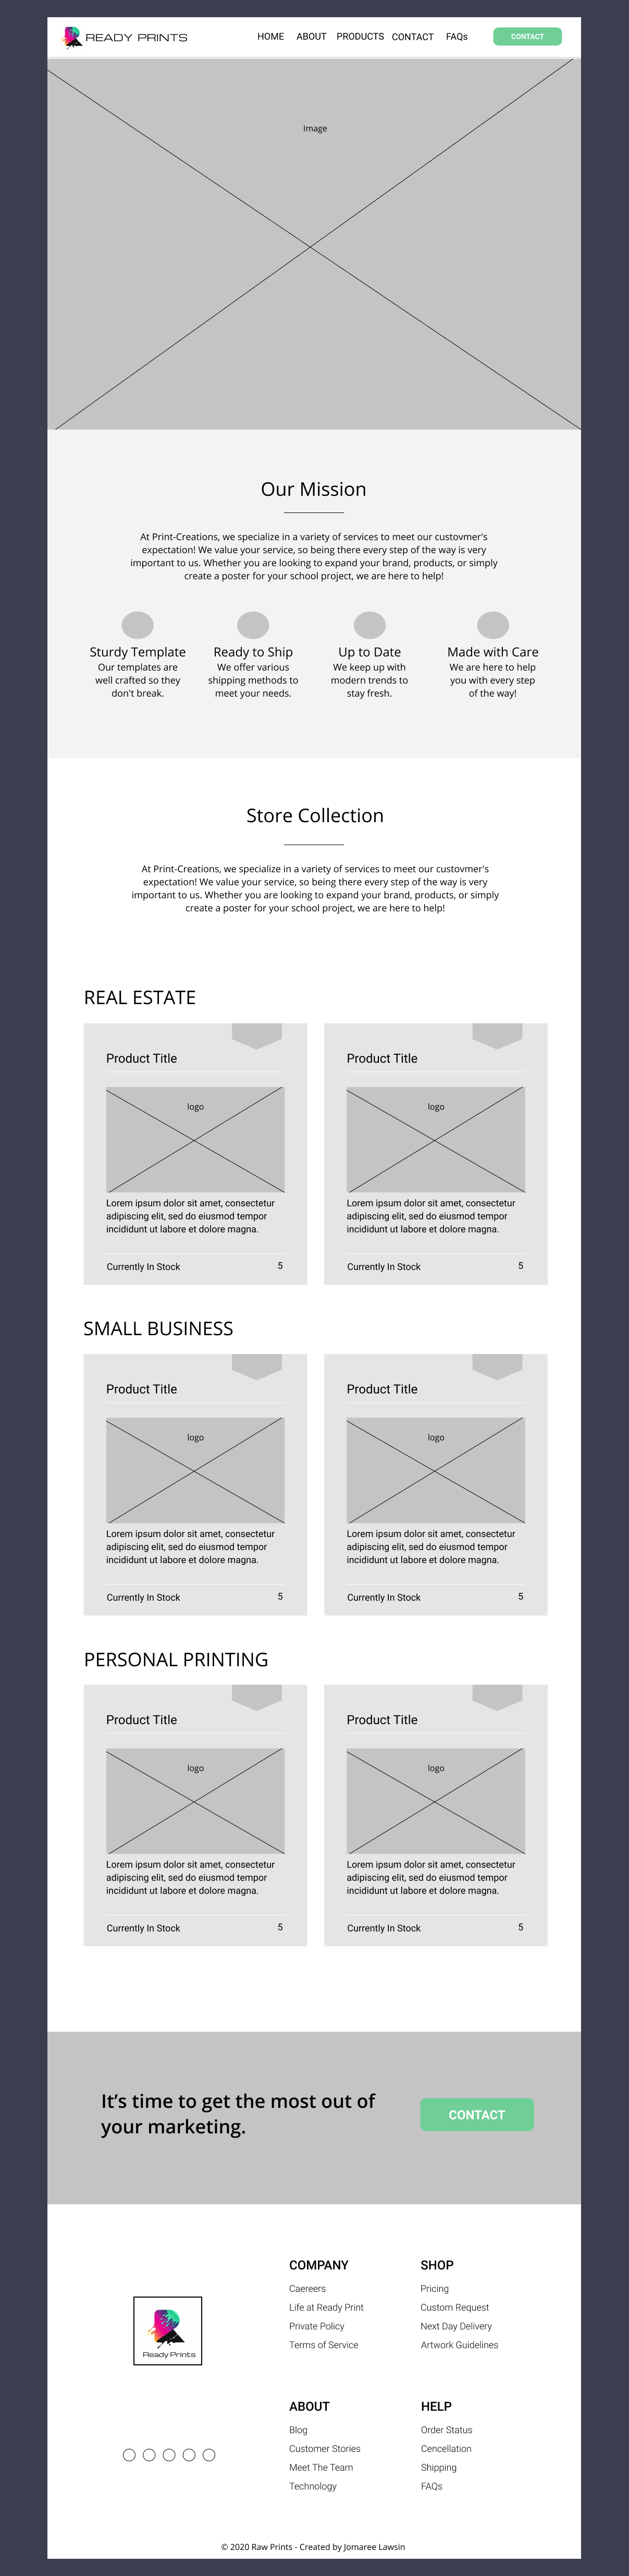 READY PRINTS
HOME ABOUT PRODUCTS CONTACT FAQs
CONTACT
Image
Our Mission
At Print-Creations, we specialize in a variety of services to meet our custovmer's
expectation! We value your service, so being there every step of the way is very
important to us. Whether you are looking to expand your brand, products, or simply
create a poster for your school project, we are here to help!
Sturdy Template
Our templates are
well crafted so they
don't break.
Ready to Ship
We offer various
shipping methods to
meet your needs.
Up to Date
We keep up with
modern trends to
stay fresh.
Made with Care
We are here to help
you with every step
of the way!
Store Collection
At Print-Creations, we specialize in a variety of services to meet our custovmer's
expectation! We value your service, so being there every step of the way is very
important to us. Whether you are looking to expand your brand, products, or simply
create a poster for your school project, we are here to help!
REAL ESTATE
Product Title
logo
Lorem ipsum dolor sit amet, consectetur
adipiscing elit, sed do eiusmod tempor
incididunt ut labore et dolore magna.
Currently In Stock 5
Product Title
logo
Lorem ipsum dolor sit amet, consectetur
adipiscing elit, sed do eiusmod tempor
incididunt ut labore et dolore magna.
Currently In Stock 5
SMALL BUSINESS
Product Title
logo
Lorem ipsum dolor sit amet, consectetur
adipiscing elit, sed do eiusmod tempor
incididunt ut labore et dolore magna.
Currently In Stock 5
Product Title
logo
Lorem ipsum dolor sit amet, consectetur
adipiscing elit, sed do eiusmod tempor
incididunt ut labore et dolore magna.
Currently In Stock 5
PERSONAL PRINTING
Product Title
logo
Lorem ipsum dolor sit amet, consectetur
adipiscing elit, sed do eiusmod tempor
incididunt ut labore et dolore magna.
Currently In Stock 5
Product Title
logo
Lorem ipsum dolor sit amet, consectetur
adipiscing elit, sed do eiusmod tempor
incididunt ut labore et dolore magna.
Currently In Stock 5
It’s time to get the most out of
your marketing.
CONTACT
Ready Prints
COMPANY
Caereers
Life at Ready Print
Private Policy
Terms of Service
SHOP
Pricing
Custom Request
Next Day Delivery
Artwork Guidelines
ABOUT
Blog
Customer Stories
Meet The Team
Technology
HELP
Order Status
Cencellation
Shipping
FAQs
© 2020 Raw Prints - Created by Jomaree Lawsin